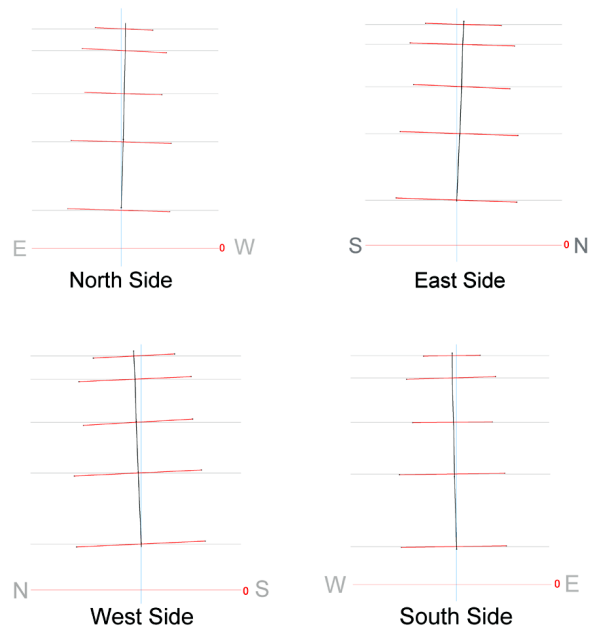 E 0 W
North Side
S 0 N
East Side
N 0 S
West Side
W 0 E
South Side